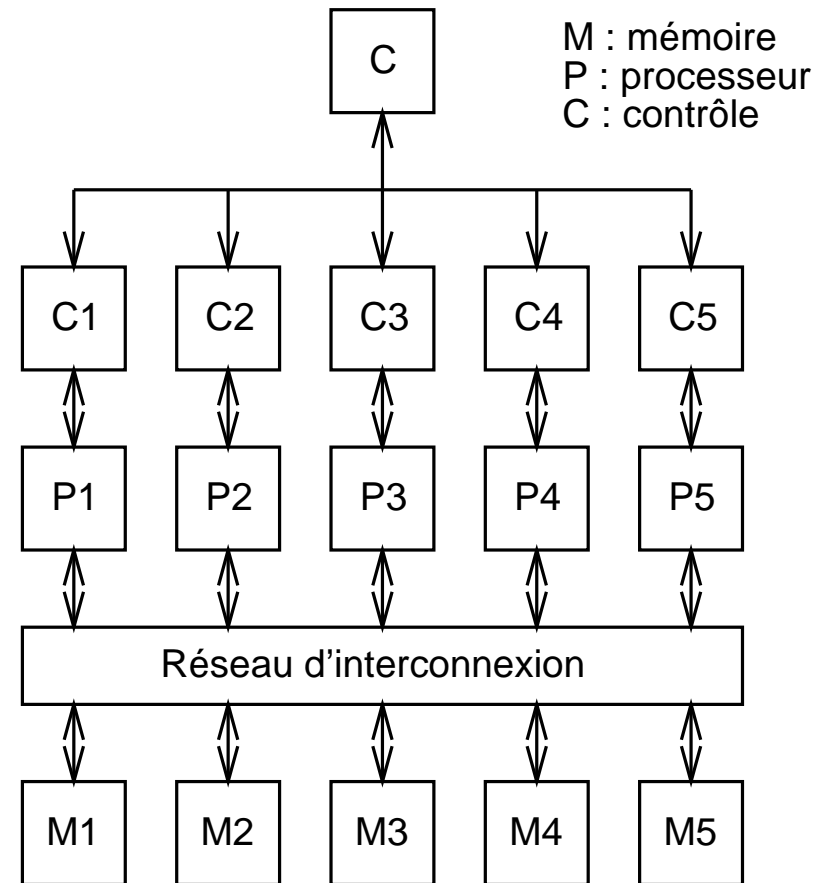 C
M : mémoire
P : processeur
C : contrôle
C1 C2 C3 C4 C5
P1 P2 P3 P4 P5
Réseau d'interconnexion
M1 M2 M3 M4 M5